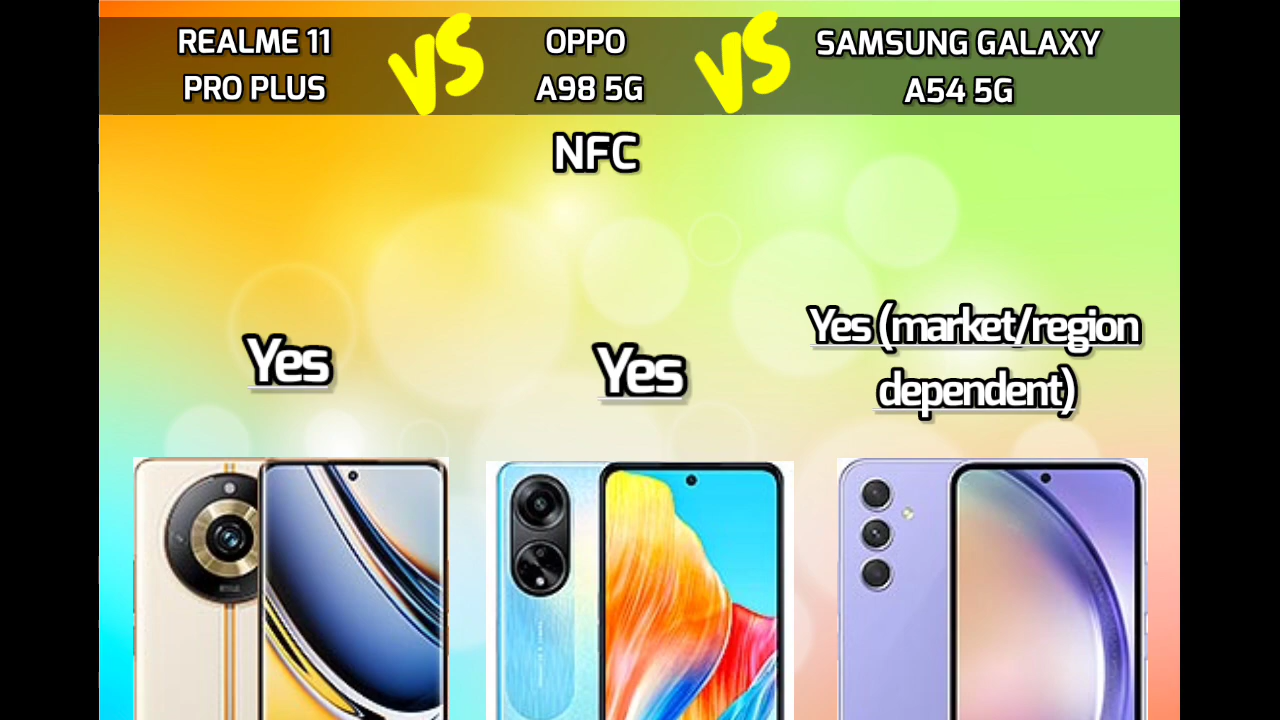 REALME 11
PRO PLUS
VS
OPPO
A98 5G
VS
SAMSUNG GALAXY
A54 5G
NFC
Yes
Yes
Yes (market/region
dependent)